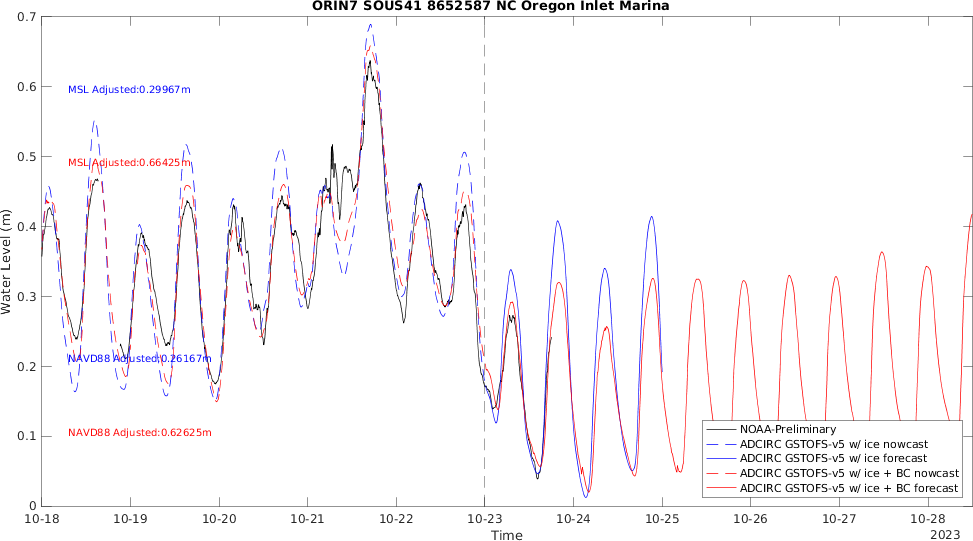 ORIN7 SOUS41 8652587 NC Oregon Inlet Marina
0.7
0.6
0.5
0.4
0.3
0.2
0.1
0
Water Level (m)
MSL Adjusted:0.29967m
MSL Adjusted:0.66425m
NAVD88 Adjusted:0.26167m
NAVD88 Adjusted:0.62625m
NOAA-Preliminary
ADCIRC GSTOFS-v5 w/ ice nowcast
ADCIRC GSTOFS-v5 w/ ice forecast
ADCIRC GSTOFS-v5 w/ ice + BC nowcast
ADCIRC GSTOFS-v5 w/ ice + BC forecast
10-18 10-19 10-20 10-21 10-22 10-23 10-24 10-25 10-26 10-27 10-28
2023
Time